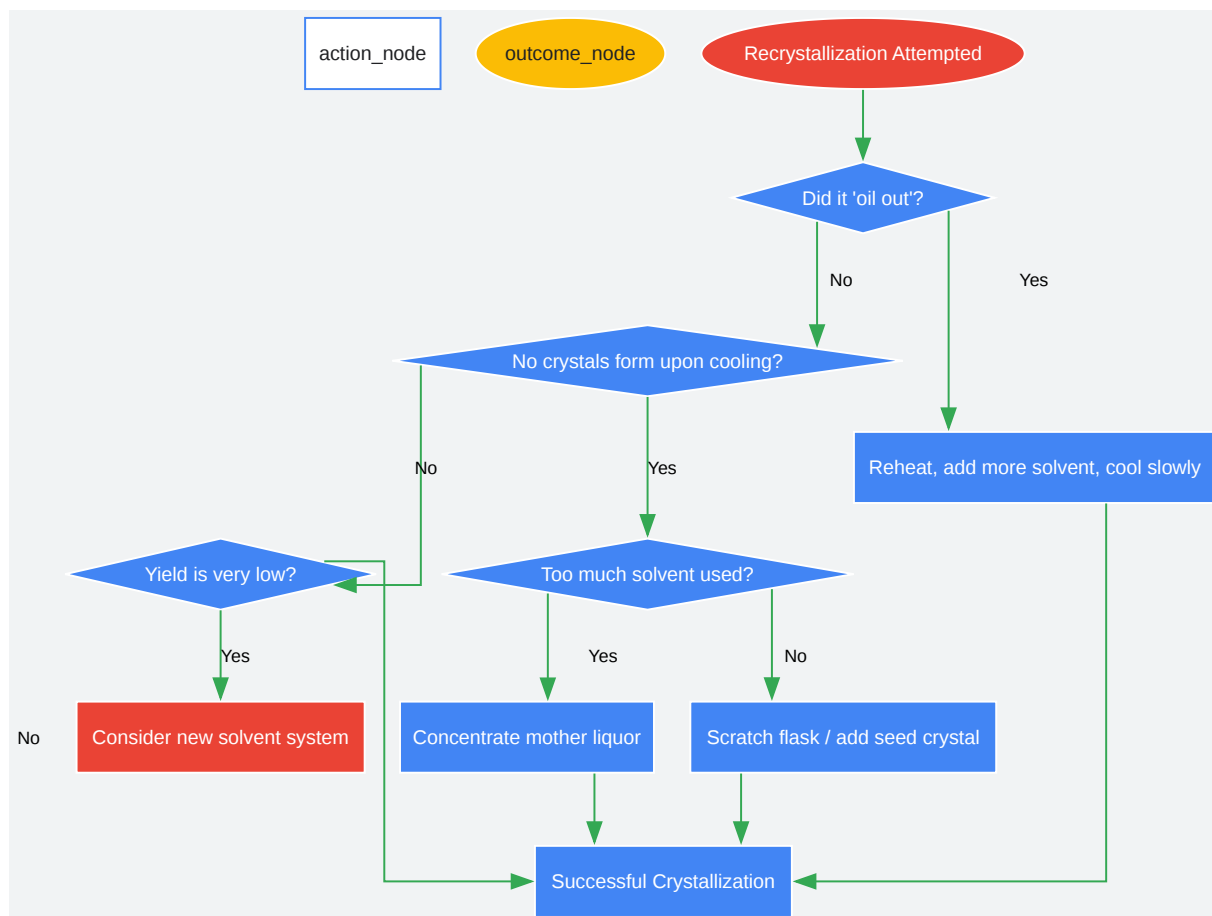 action_node
outcome_node
Recrystallization Attempted
Did it 'oil out'?
No
Yes
No crystals form upon cooling?
No
Yes
Reheat, add more solvent, cool slowly
Yield is very low?
Too much solvent used?
Yes
Yes
No
No
Consider new solvent system
Concentrate mother liquor
Scratch flask / add seed crystal
Successful Crystallization